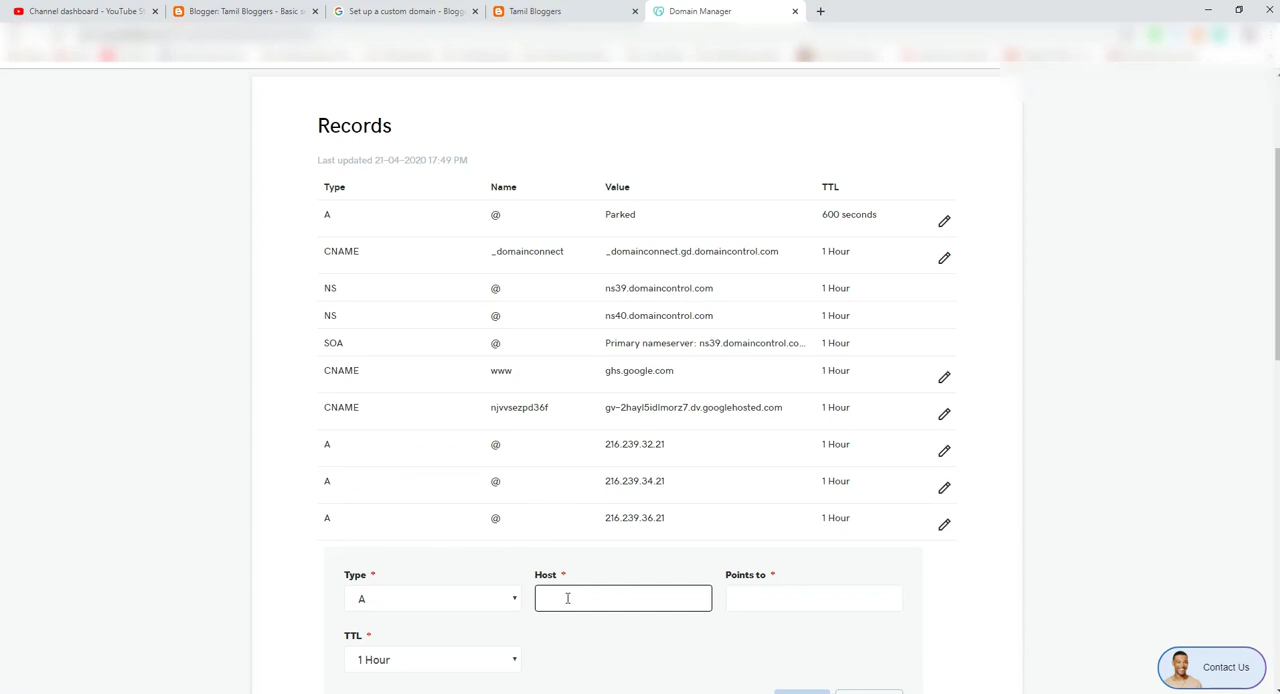 Channel dashboard - YouTube St
Blogger: Tamil Bloggers - Basic s
Set up a custom domain - Blogg
Tamil Bloggers
Domain Manager
Records
Last updated 21-04-2020 17:49 PM
Type Name Value TTL
A @ Parked 600 seconds
CNAME _domainconnect _domainconnect.gd.domaincontrol.com 1 Hour
NS @ ns39.domaincontrol.com 1 Hour
NS @ ns40.domaincontrol.com 1 Hour
SOA @ Primary nameserver: ns39.domaincontrol.co... 1 Hour
CNAME www ghs.google.com 1 Hour
CNAME njvvsezpd36f gv-2hayl5idlmorz7.dv.googlehosted.com 1 Hour
A @ 216.239.32.21 1 Hour
A @ 216.239.34.21 1 Hour
A @ 216.239.36.21 1 Hour
Type * Host * Points to *
A
TTL *
1 Hour
Contact Us